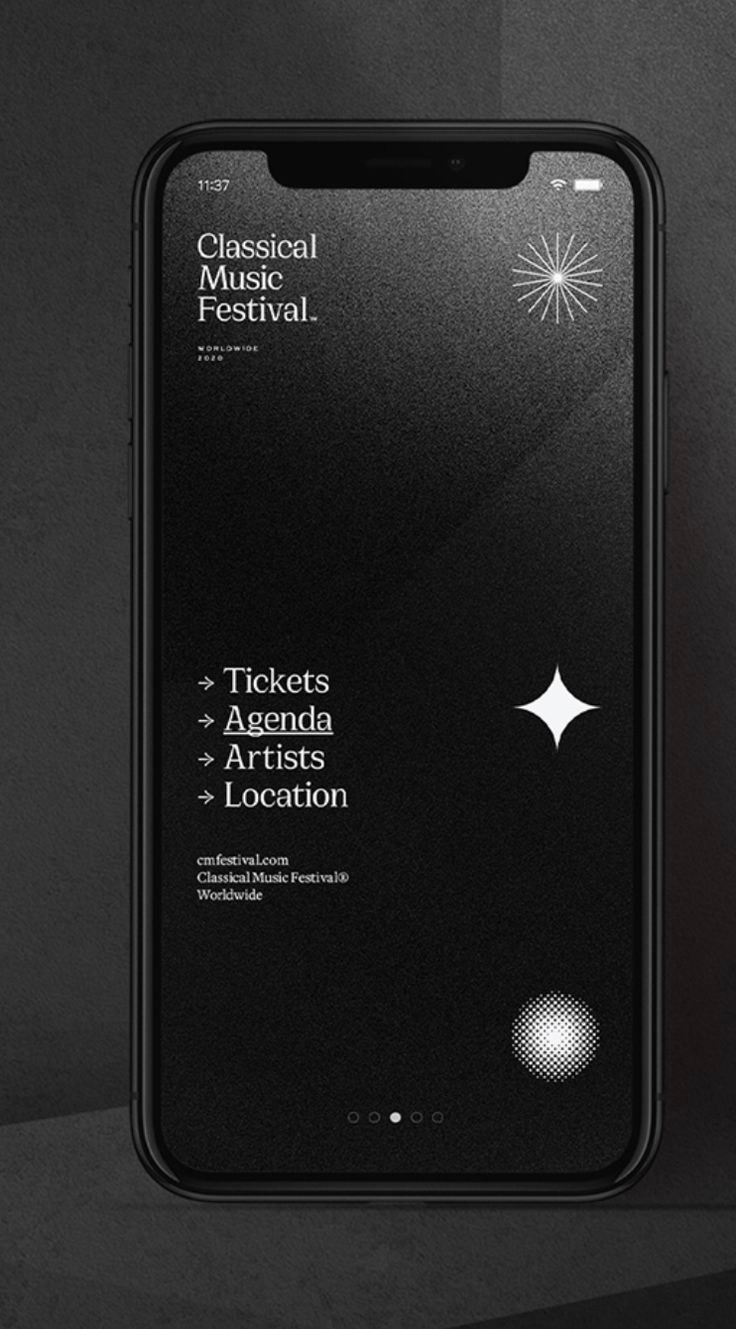 11:37
Classical
Music
Festival™
WORLDWIDE
2020
→ Tickets
→ Agenda
→ Artists
→ Location
cmfestival.com
Classical Music Festival®
Worldwide